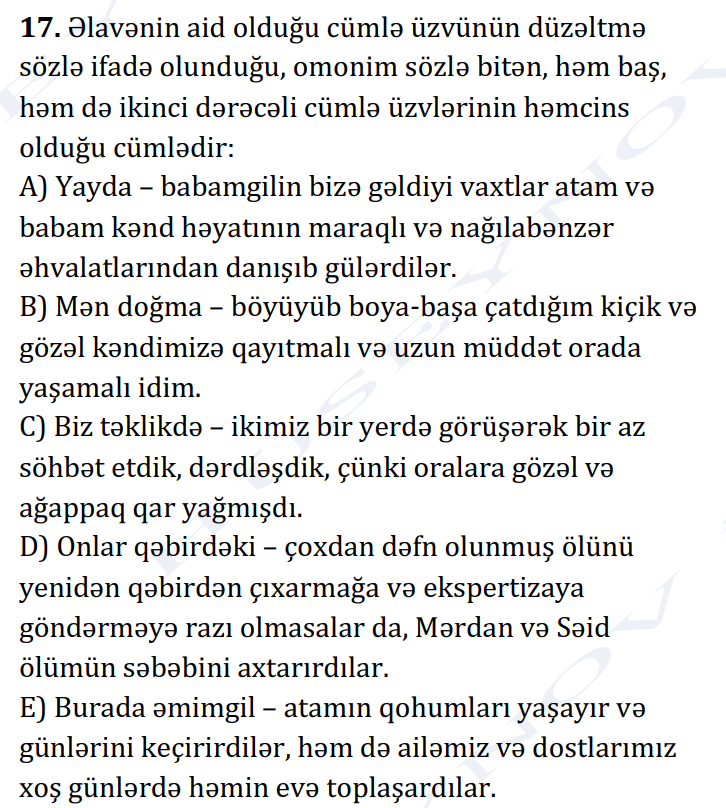 17. Əlavənin aid olduğu cümlə üzvünün düzəltmə
sözlə ifadə olunduğu, omonim sözlə bitən, həm baş,
həm də ikinci dərəcəli cümlə üzvlərinin həmcins
olduğu cümlədir:
A) Yayda – babamgilin bizə gəldiyi vaxtlar atam və
babam kənd həyatının maraqlı və nağılabənzər
əhvalatlarından danışıb gülərdilər.
B) Mən doğma – böyüyüb boya-başa çatdığım kiçik və
gözəl kəndimizə qayıtmalı və uzun müddət orada
yaşamalı idim.
C) Biz təklikdə – ikimiz bir yerdə görüşərək bir az
söhbət etdik, dərdləşdik, çünki oralara gözəl və
ağappaq qar yağmışdı.
D) Onlar qəbirdəki – çoxdan dəfn olunmuş ölünü
yenidən qəbirdən çıxarmağa və ekspertizaya
göndərməyə razı olmasalar da, Mərdan və Səid
ölümün səbəbini axtarırdılar.
E) Burada əmimgil – atamın qohumları yaşayır və
günlərini keçirirdilər, həm də ailəmiz və dostlarımız
xoş günlərdə həmin evə toplaşardılar.